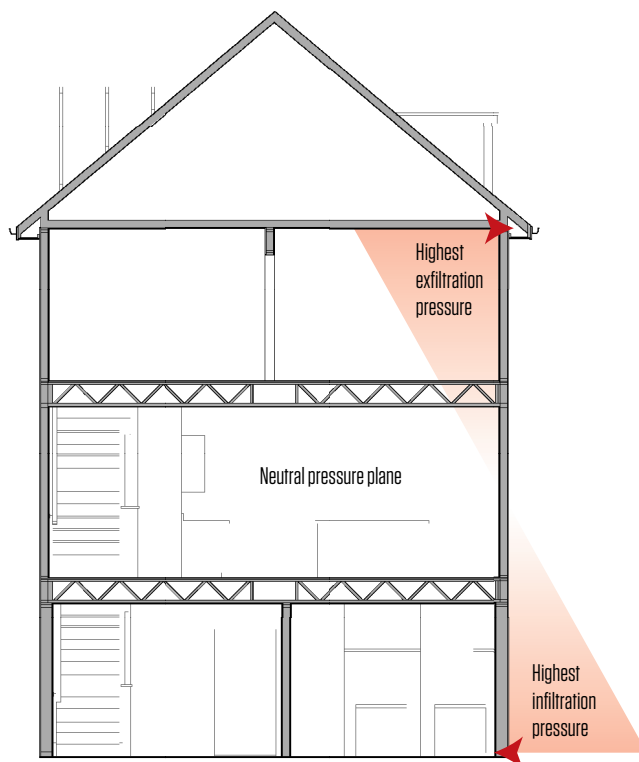 Highest
exfiltration
pressure
Neutral pressure plane
Highest
infiltration
pressure